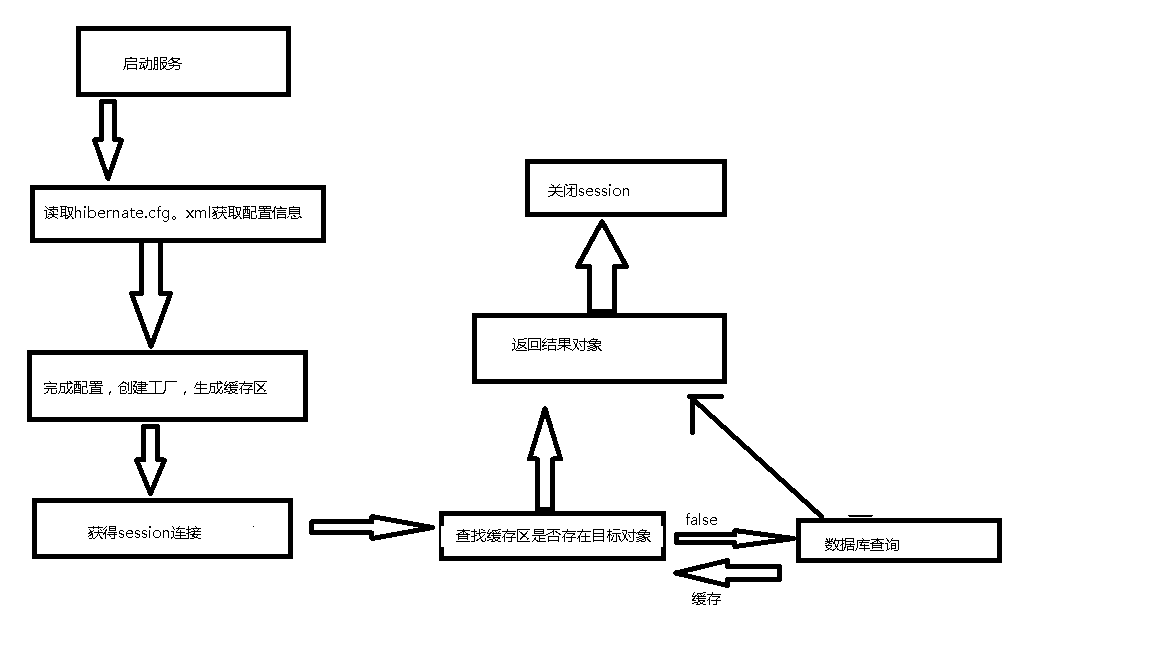 启动服务
读取hibernate.cfg。xml获取配置信息
完成配置，创建工厂，生成缓存区
获得session连接
查找缓存区是否存在目标对象
false
数据库查询
缓存
返回结果对象
关闭session